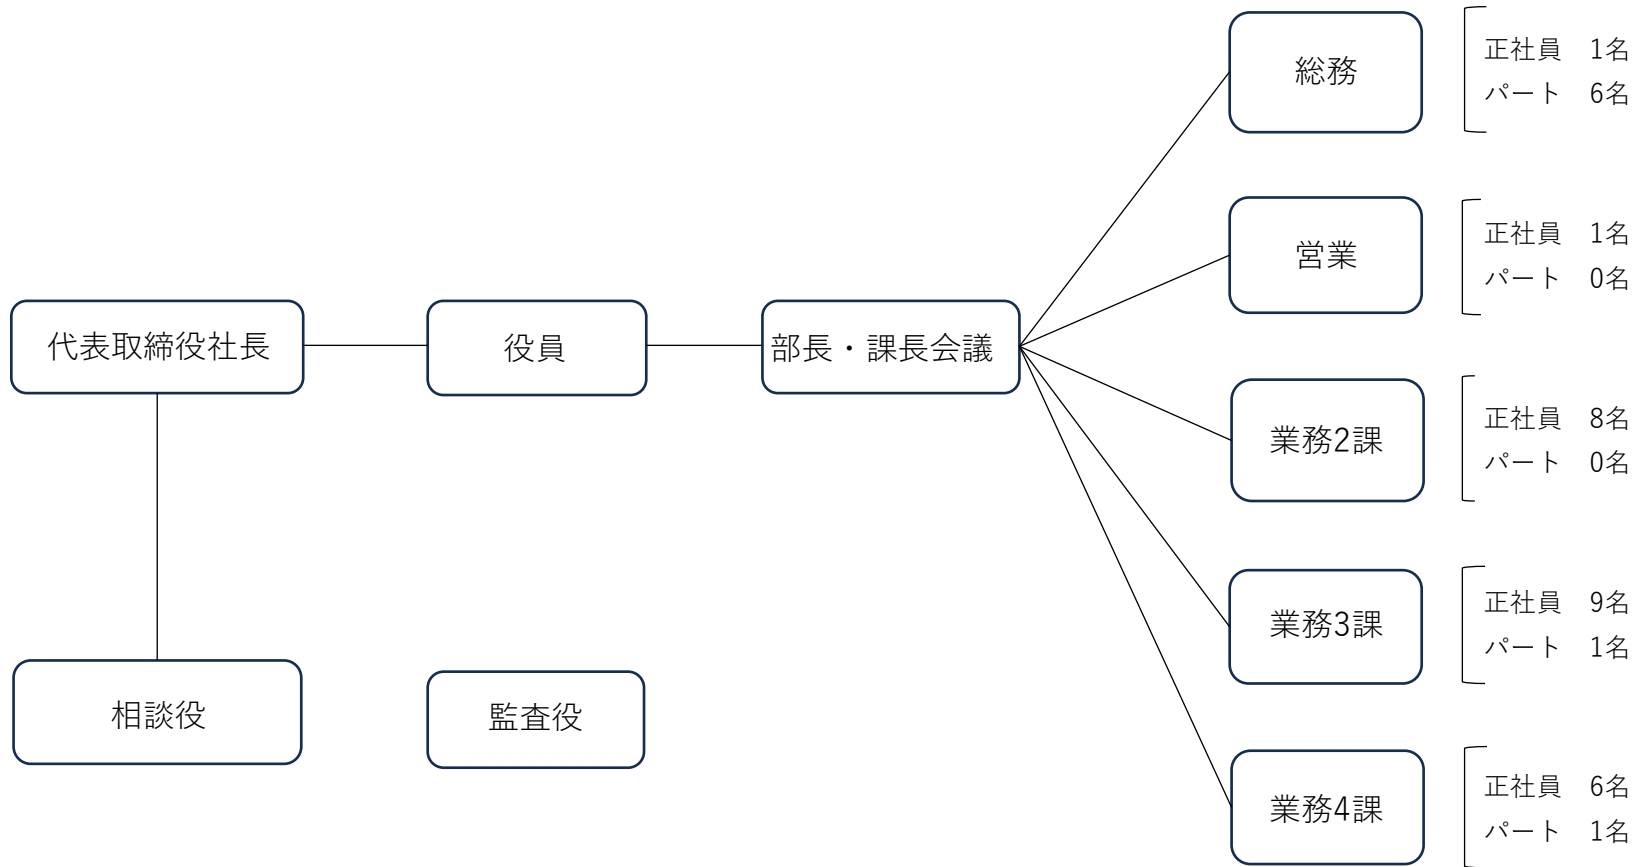 総務
正社員　1名
パート　6名
営業
正社員　1名
パート　0名
代表取締役社長
役員
部長・課長会議
業務2課
正社員　8名
パート　0名
業務3課
正社員　9名
パート　1名
相談役
監査役
業務4課
正社員　6名
パート　1名